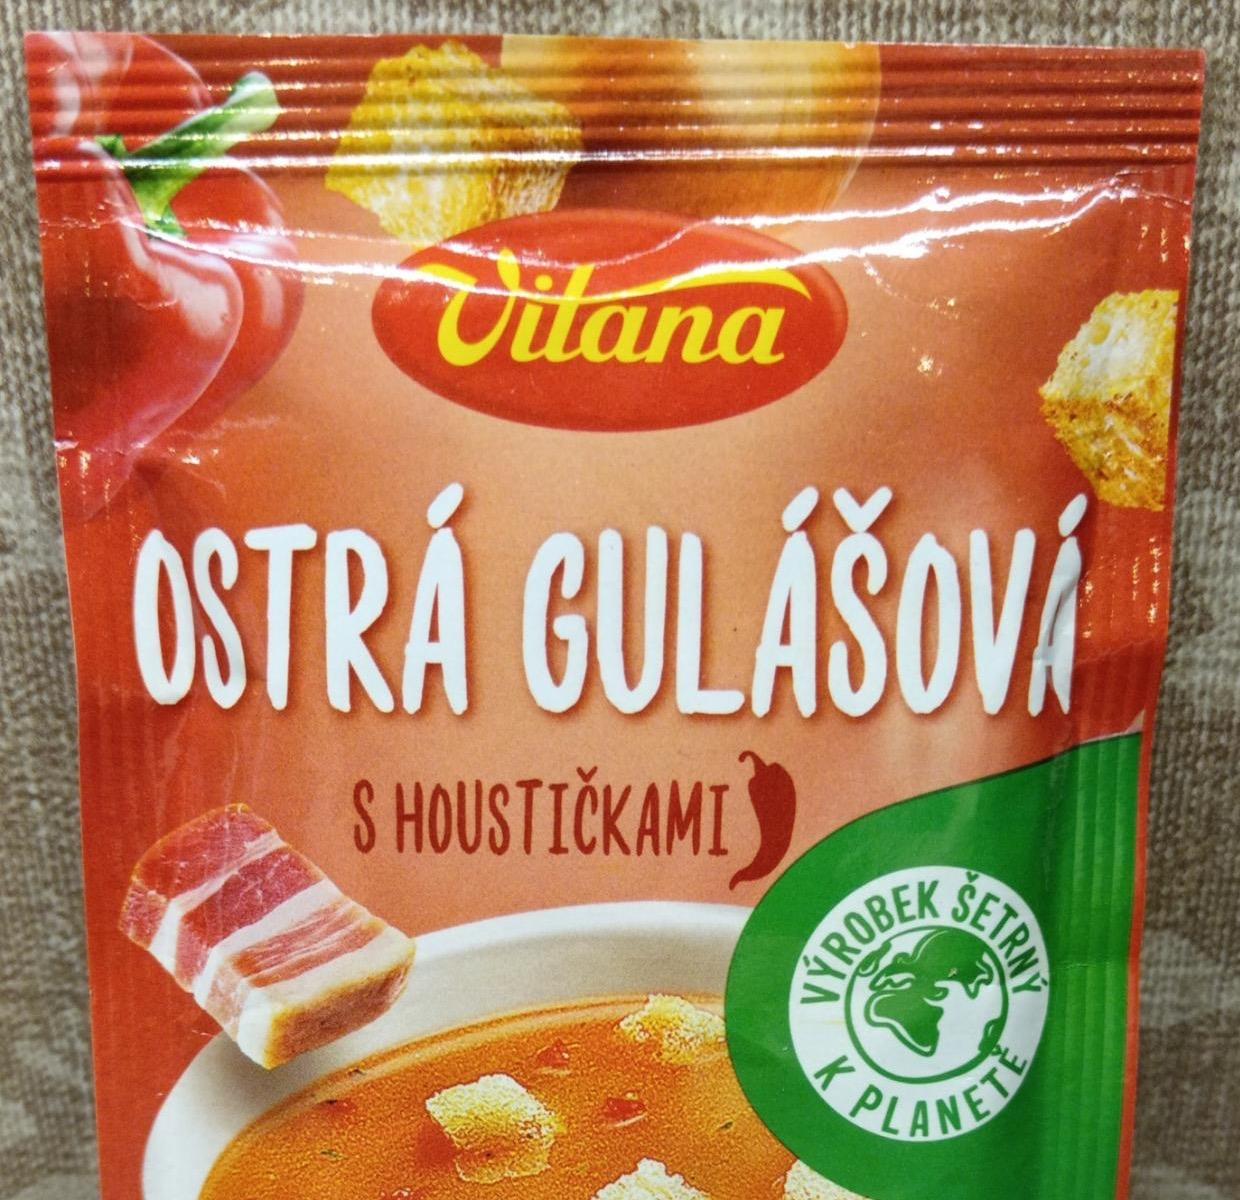 Vitana
OSTRÁ GULÁŠOVÁ
S HOUSTIČKAMI
VÝROBEK ŠETRNÝ
K PLANETĚ